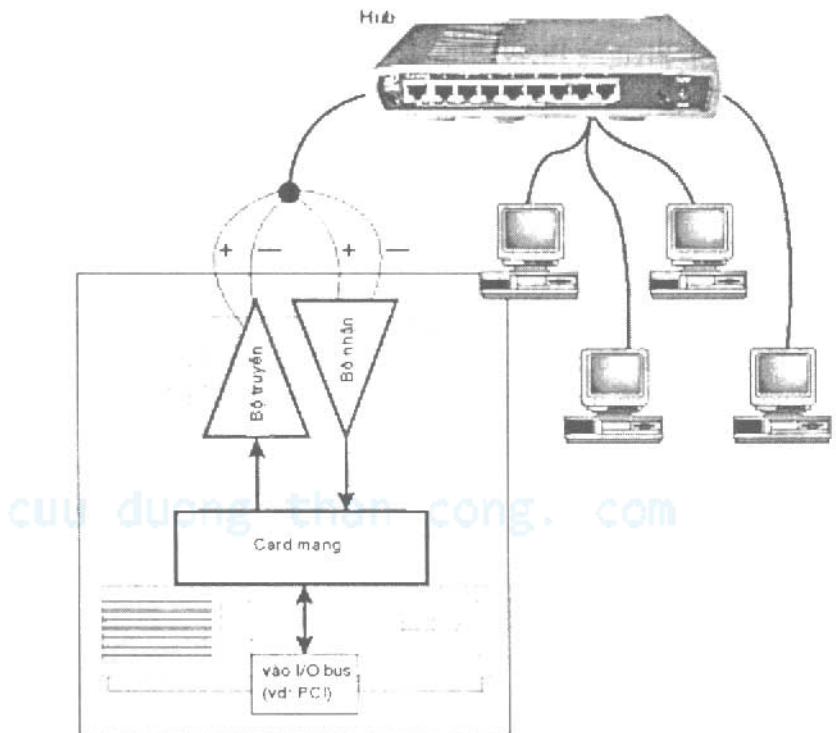 Hub
+ — + —
Bộ truyền
Bộ nhận
cuu duong than cong. com
Card mạng
vào I/O bus
(vd: PCI)